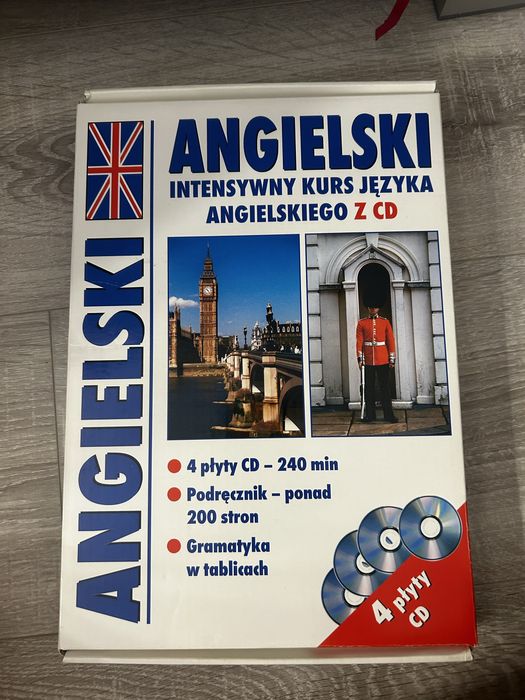 ANGIELSKI
ANGIELSKI
INTENSYWNY KURS JĘZYKA
ANGIELSKIEGO Z CD
4 płyty CD – 240 min
Podręcznik – ponad
200 stron
Gramatyka
w tablicach
4 płyty
CD